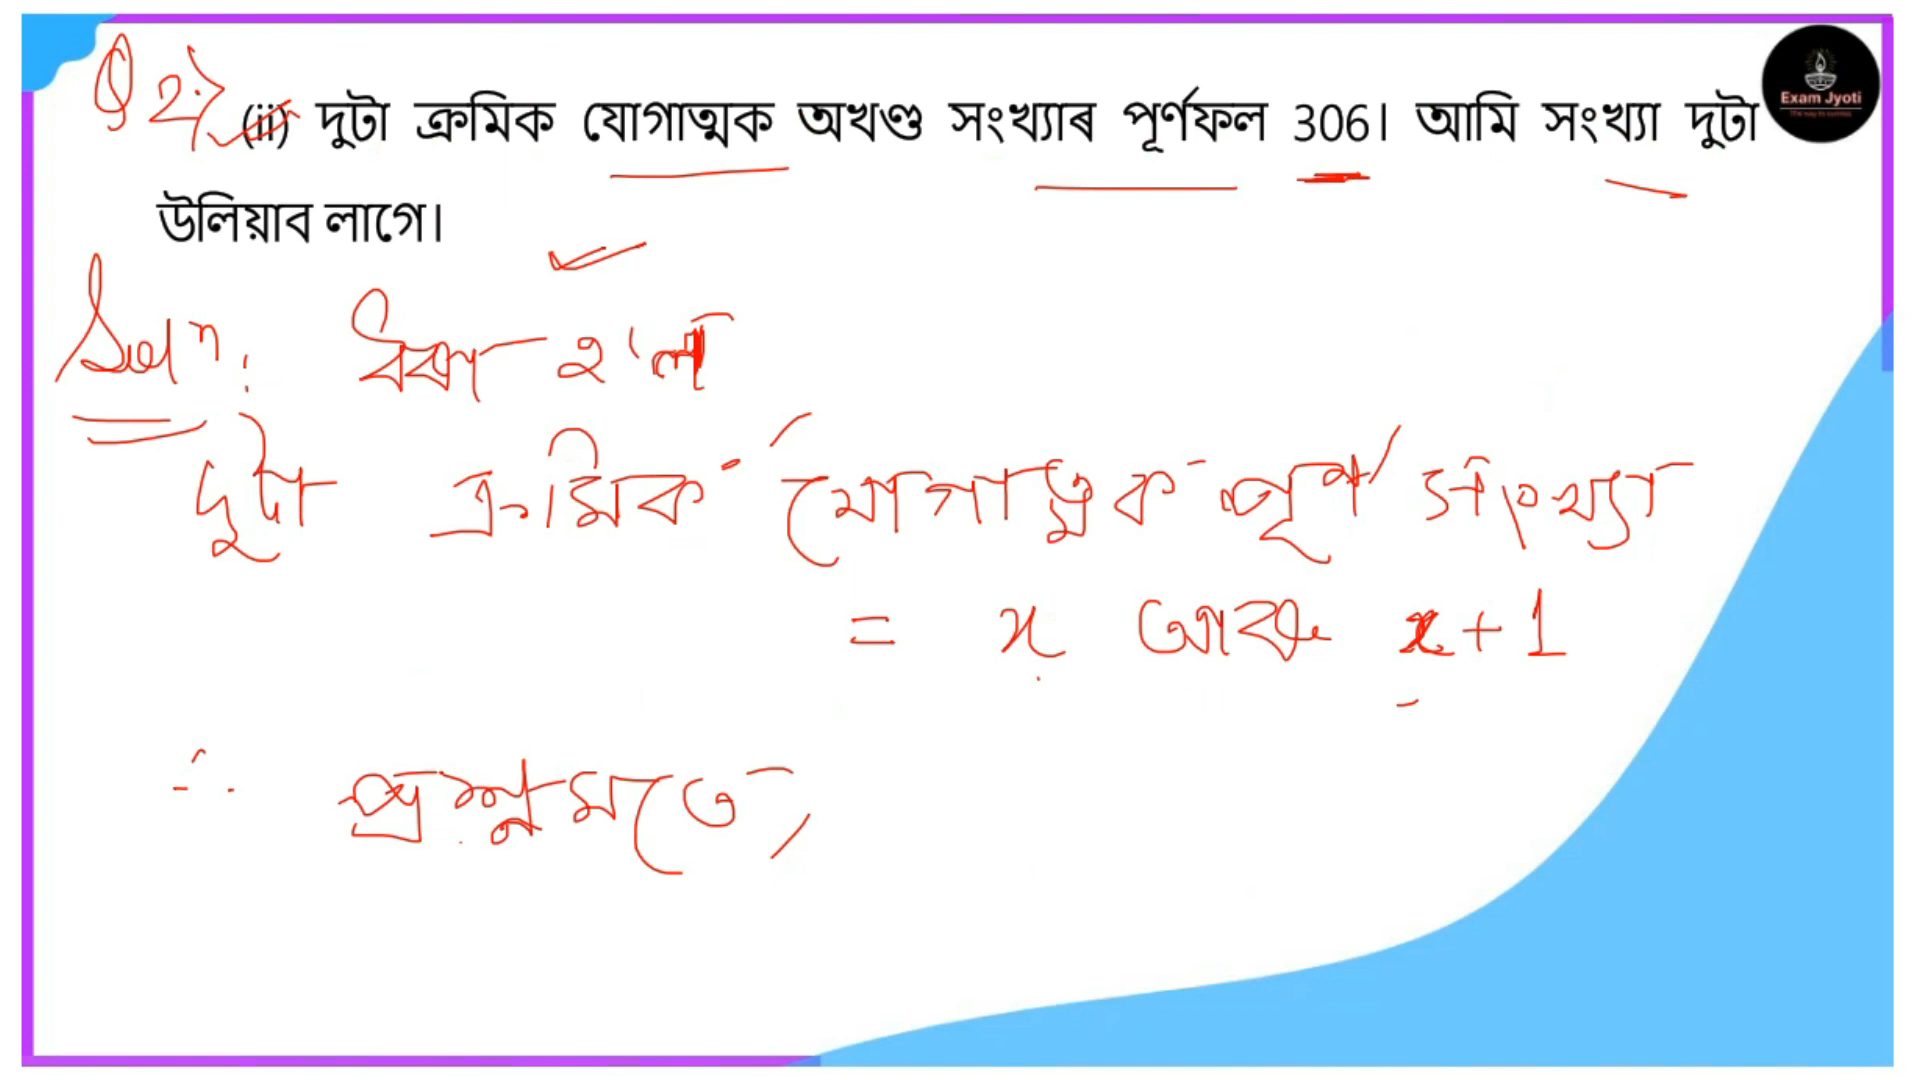 Q 2) (ii) দুটা ক্ৰমিক যোগাত্মক অখণ্ড সংখ্যাৰ পূৰ্ণফল 306। আমি সংখ্যা দুটা
উলিয়াব লাগে।
Exam Jyoti
Solⁿ. ধৰা হ'ল
দুটা ক্ৰমিক যোগাত্মক পূৰ্ণ সংখ্যা
= x আৰু x + 1
∴ প্ৰশ্নমতে,